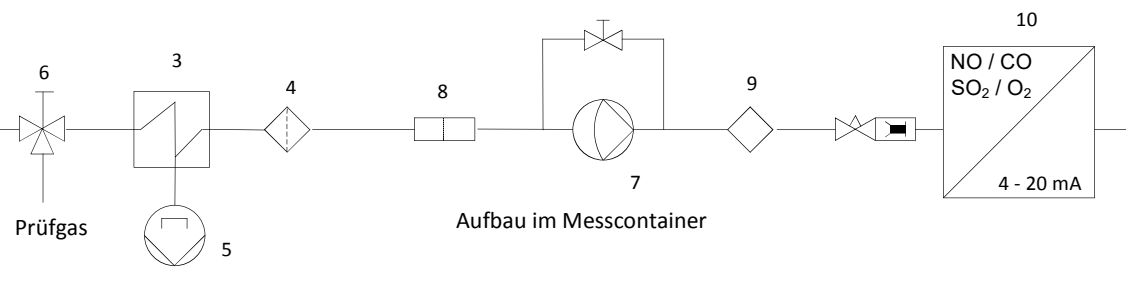 10
3
6
4
8
9
NO / CO
SO₂ / O₂
4 - 20 mA
7
Prüfgas
Aufbau im Messcontainer
5